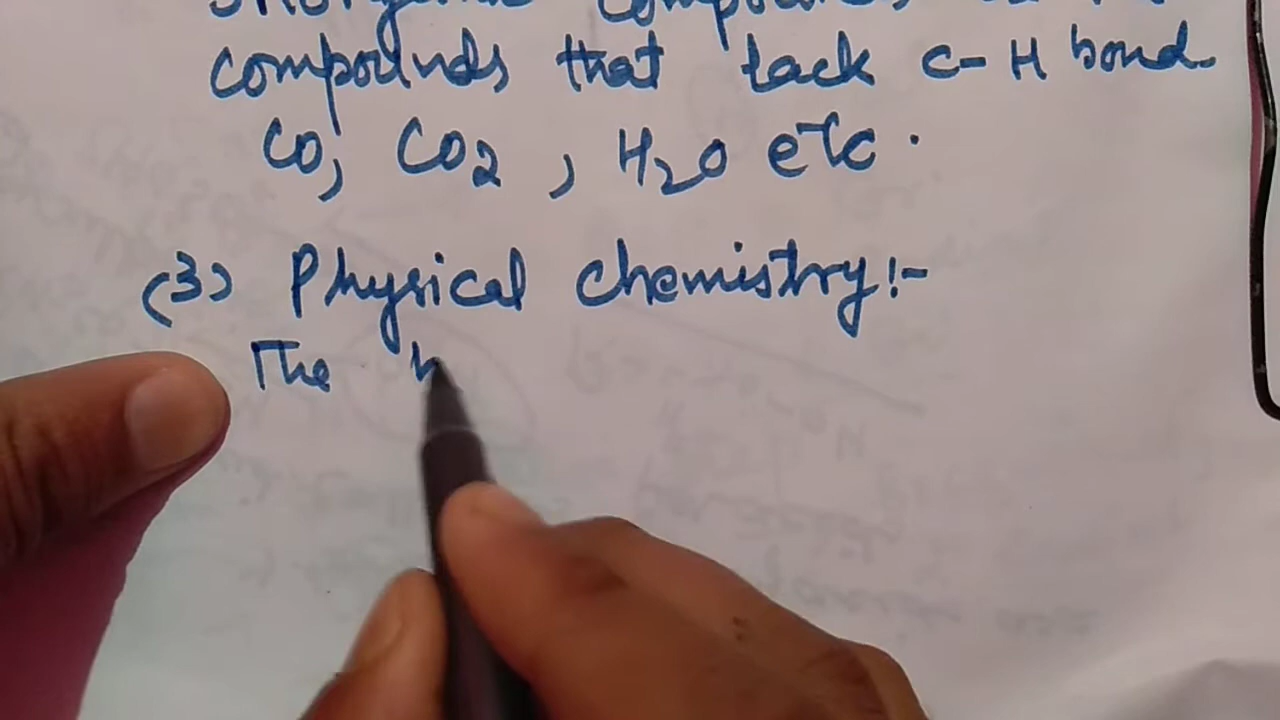 compounds that lack C-H bond
CO, CO2, H2O etc.
(3) Physical chemistry:-
The